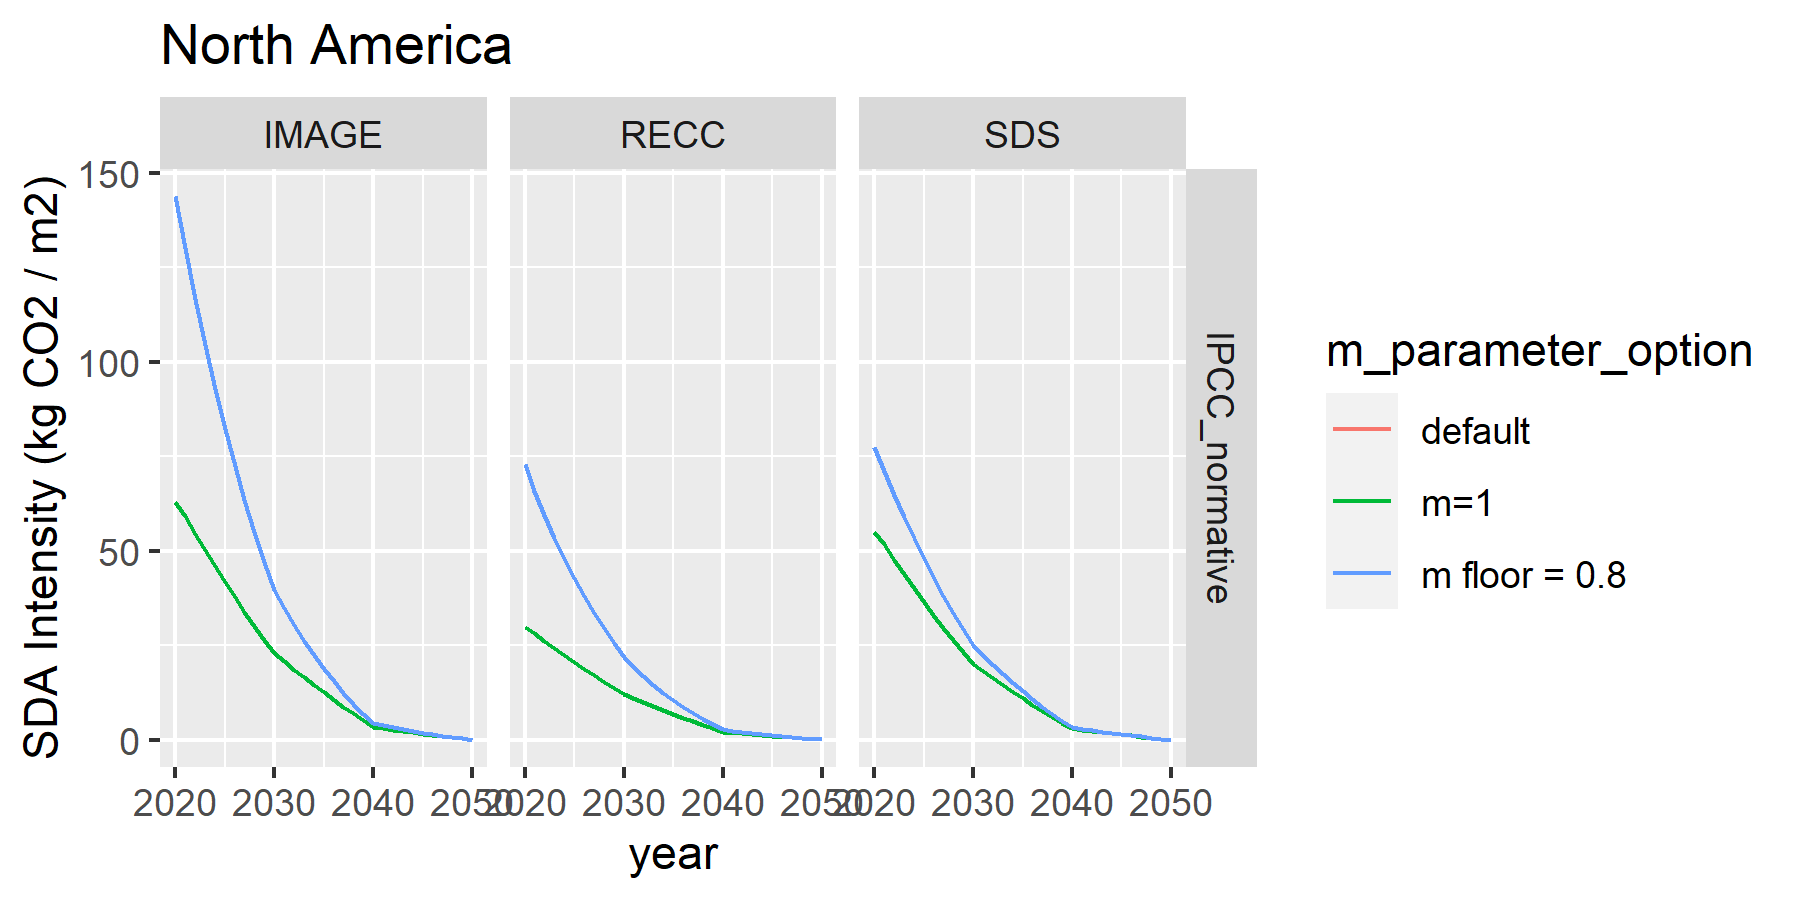 North America
IMAGE
RECC
SDS
150
100
50
0
SDA Intensity (kg CO2 / m2)
IPCC_normative
2020 2030 2040 2050
2020 2030 2040 2050
2020 2030 2040 2050
year
m_parameter_option
default
m=1
m floor = 0.8